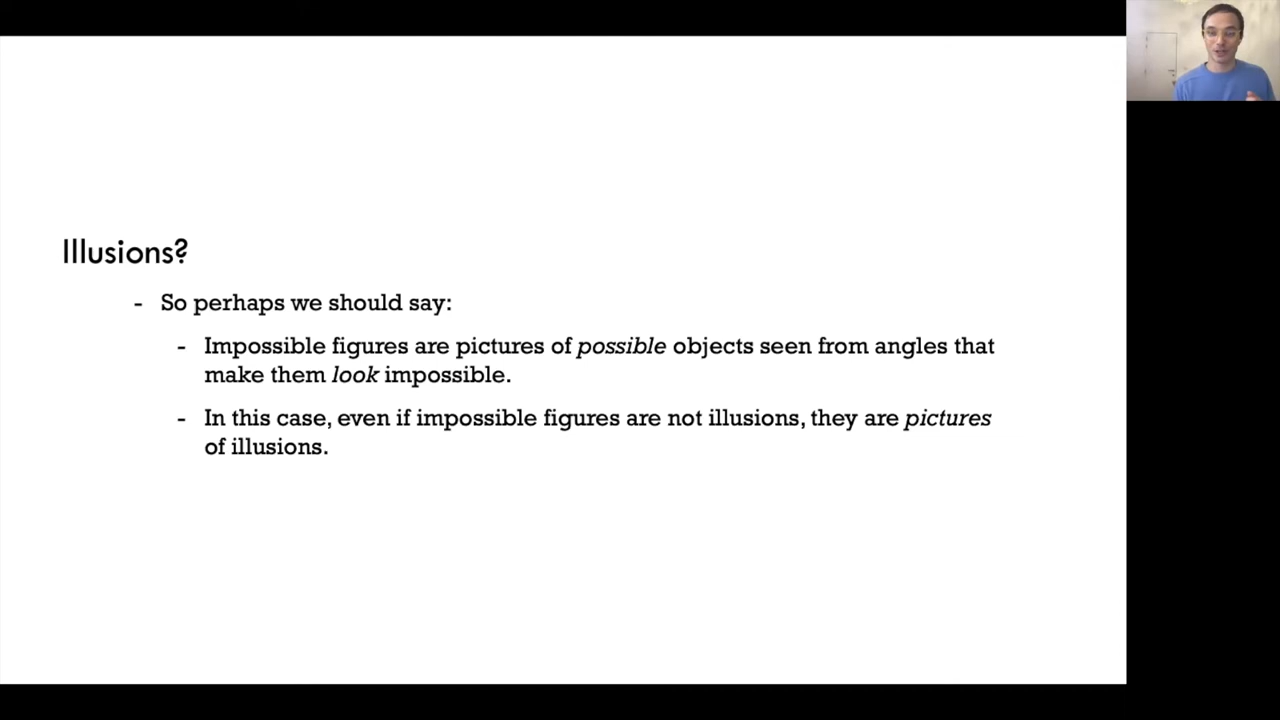 Illusions?
- So perhaps we should say:
- Impossible figures are pictures of possible objects seen from angles that
make them look impossible.
- In this case, even if impossible figures are not illusions, they are pictures
of illusions.